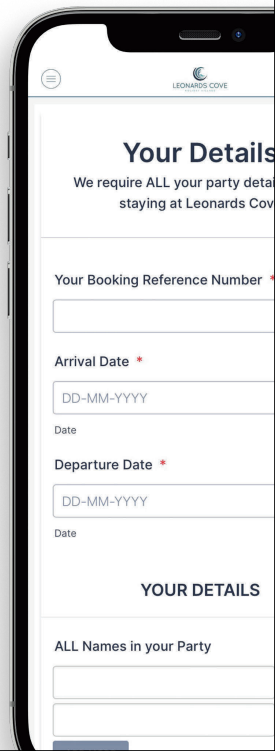 LEONARDS COVE
Your Details
We require ALL your party detai
staying at Leonards Cov
Your Booking Reference Number *
Arrival Date *
DD-MM-YYYY
Date
Departure Date *
DD-MM-YYYY
Date
YOUR DETAILS
ALL Names in your Party